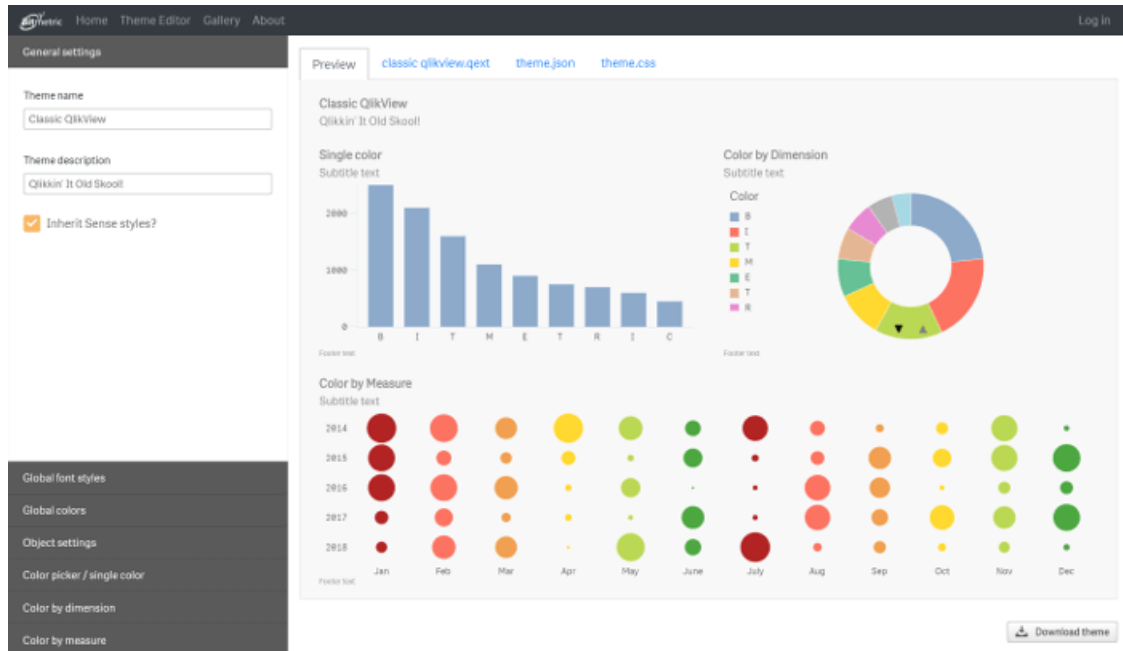 Home Theme Editor Gallery About
Log in
General settings
Theme name
Classic QlikView
Theme description
Qlikkin' It Old Skool!
Inherit Sense styles?
Global font styles
Global colors
Object settings
Color picker / single color
Color by dimension
Color by measure
Preview classic qlikview.qext theme.json theme.css
Classic QlikView
Qlikkin' It Old Skool!
Single color
Subtitle text
2000
1000
0
B I T M E T R I C
Footer text
Color by Dimension
Subtitle text
Color
B
I
T
M
E
T
R
Footer text
Color by Measure
Subtitle text
2014
2015
2016
2017
2018
Jan Feb Mar Apr May June July Aug Sep Oct Nov Dec
Footer text
Download theme